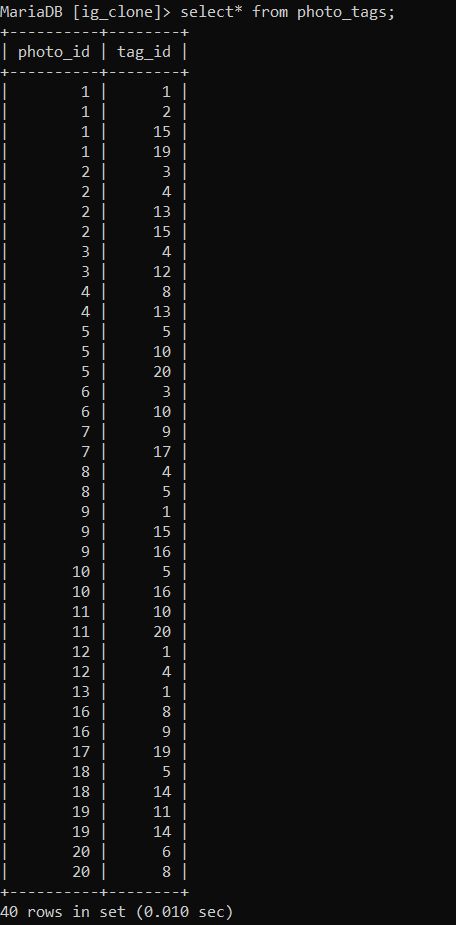 MariaDB [ig_clone]> select* from photo_tags;
+----------+--------+
| photo_id | tag_id |
+----------+--------+
|        1 |      1 |
|        1 |      2 |
|        1 |     15 |
|        1 |     19 |
|        2 |      3 |
|        2 |      4 |
|        2 |     13 |
|        2 |     15 |
|        3 |      4 |
|        3 |     12 |
|        4 |      8 |
|        4 |     13 |
|        5 |      5 |
|        5 |     10 |
|        5 |     20 |
|        6 |      3 |
|        6 |     10 |
|        7 |      9 |
|        7 |     17 |
|        8 |      4 |
|        8 |      5 |
|        9 |      1 |
|        9 |     15 |
|        9 |     16 |
|       10 |      5 |
|       10 |     16 |
|       11 |     10 |
|       11 |     20 |
|       12 |      1 |
|       12 |      4 |
|       13 |      1 |
|       16 |      8 |
|       16 |      9 |
|       17 |     19 |
|       18 |      5 |
|       18 |     14 |
|       19 |     11 |
|       19 |     14 |
|       20 |      6 |
|       20 |      8 |
+----------+--------+
40 rows in set (0.010 sec)